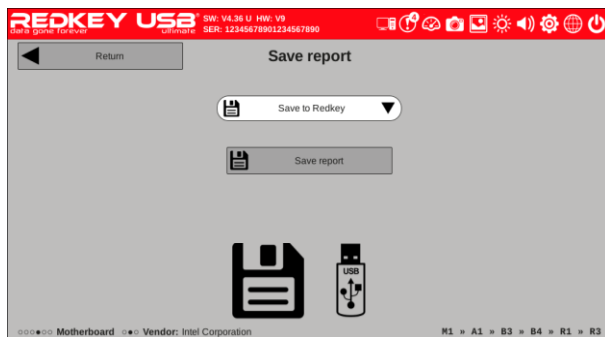 REDKEY USB
data gone forever
ultimate
SW: V4.36 U HW: V9
SER: 12345678901234567890
4
Return
Save report
Save to Redkey
Save report
USB
Motherboard
Vendor: Intel Corporation
M1 » A1 » B3 » B4 » R1 » R3